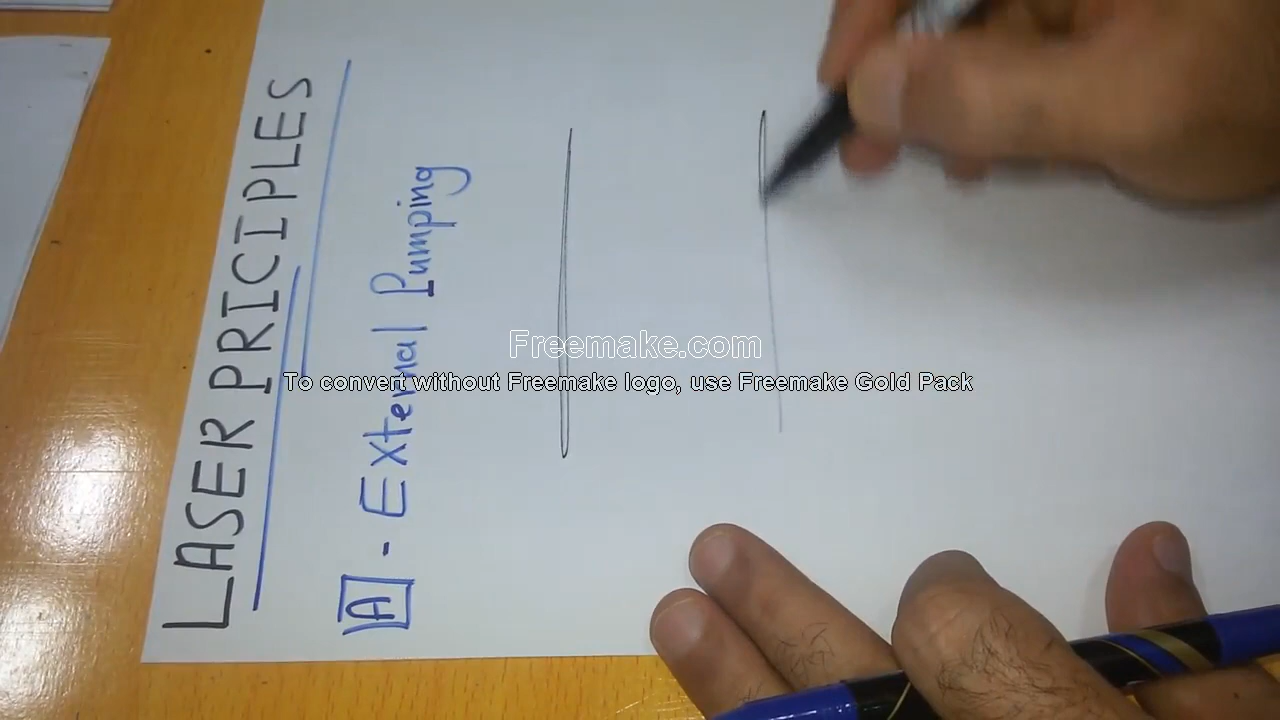 LASER PRICIPLES
A - External Pumping
Freemake.com
To convert without Freemake logo, use Freemake Gold Pack